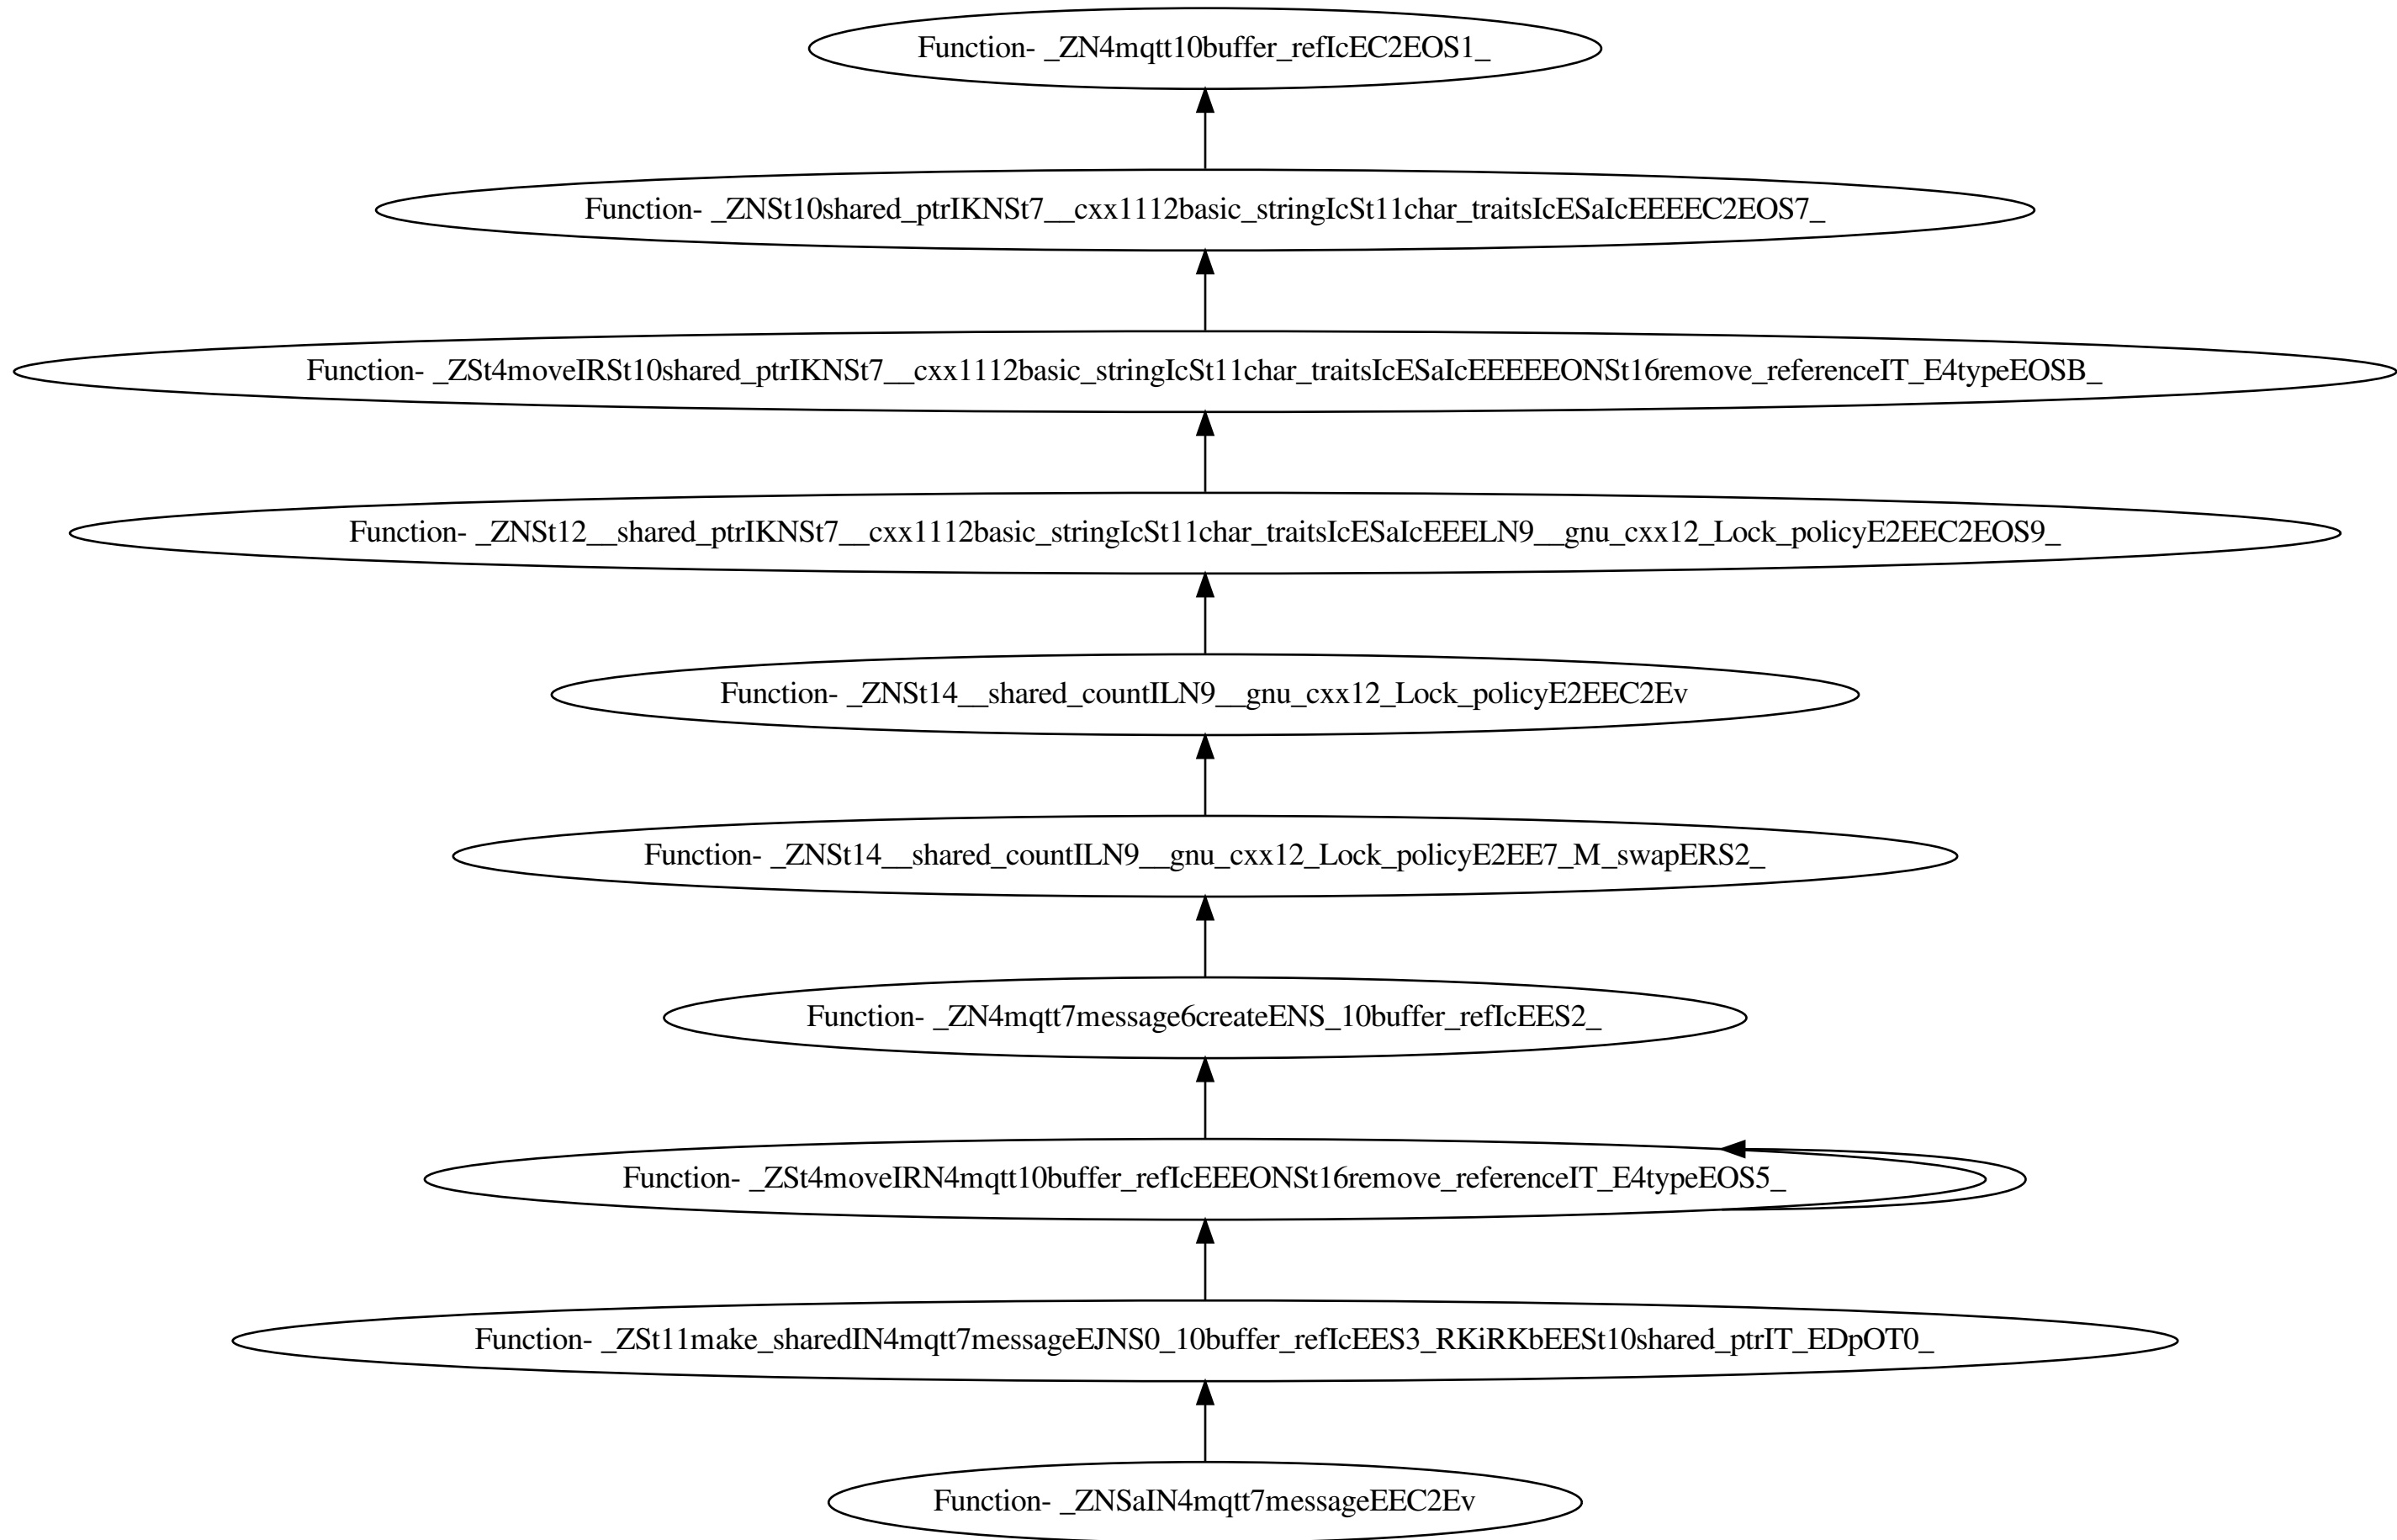 Function- _ZN4mqtt10buffer_refIcEC2EOS1_
Function- _ZNSt10shared_ptrIKNSt7__cxx1112basic_stringIcSt11char_traitsIcESaIcEEEEC2EOS7_
Function- _ZSt4moveIRSt10shared_ptrIKNSt7__cxx1112basic_stringIcSt11char_traitsIcESaIcEEEEEONSt16remove_referenceIT_E4typeEOSB_
Function- _ZNSt12__shared_ptrIKNSt7__cxx1112basic_stringIcSt11char_traitsIcESaIcEEELN9__gnu_cxx12_Lock_policyE2EEC2EOS9_
Function- _ZNSt14__shared_countILN9__gnu_cxx12_Lock_policyE2EEC2Ev
Function- _ZNSt14__shared_countILN9__gnu_cxx12_Lock_policyE2EE7_M_swapERS2_
Function- _ZN4mqtt7message6createENS_10buffer_refIcEES2_
Function- _ZSt4moveIRN4mqtt10buffer_refIcEEEONSt16remove_referenceIT_E4typeEOS5_
Function- _ZSt11make_sharedIN4mqtt7messageEJNS0_10buffer_refIcEES3_RKiRKbEESt10shared_ptrIT_EDpOT0_
Function- _ZNSaIN4mqtt7messageEEC2Ev